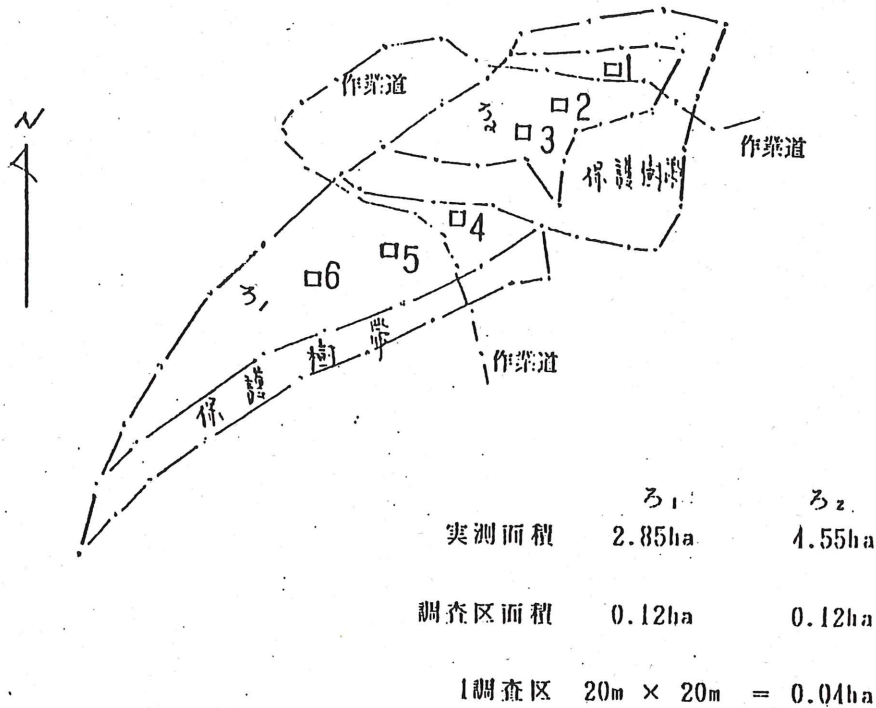 作業道
1
2
3
ろ2
作業道
保護樹帯
N
4
5
6
ろ1
作業道
保護樹帯
ろ1 ろ2
実測面積 2.85ha 4.55ha
調査区面積 0.12ha 0.12ha
1調査区 20m × 20m = 0.04ha